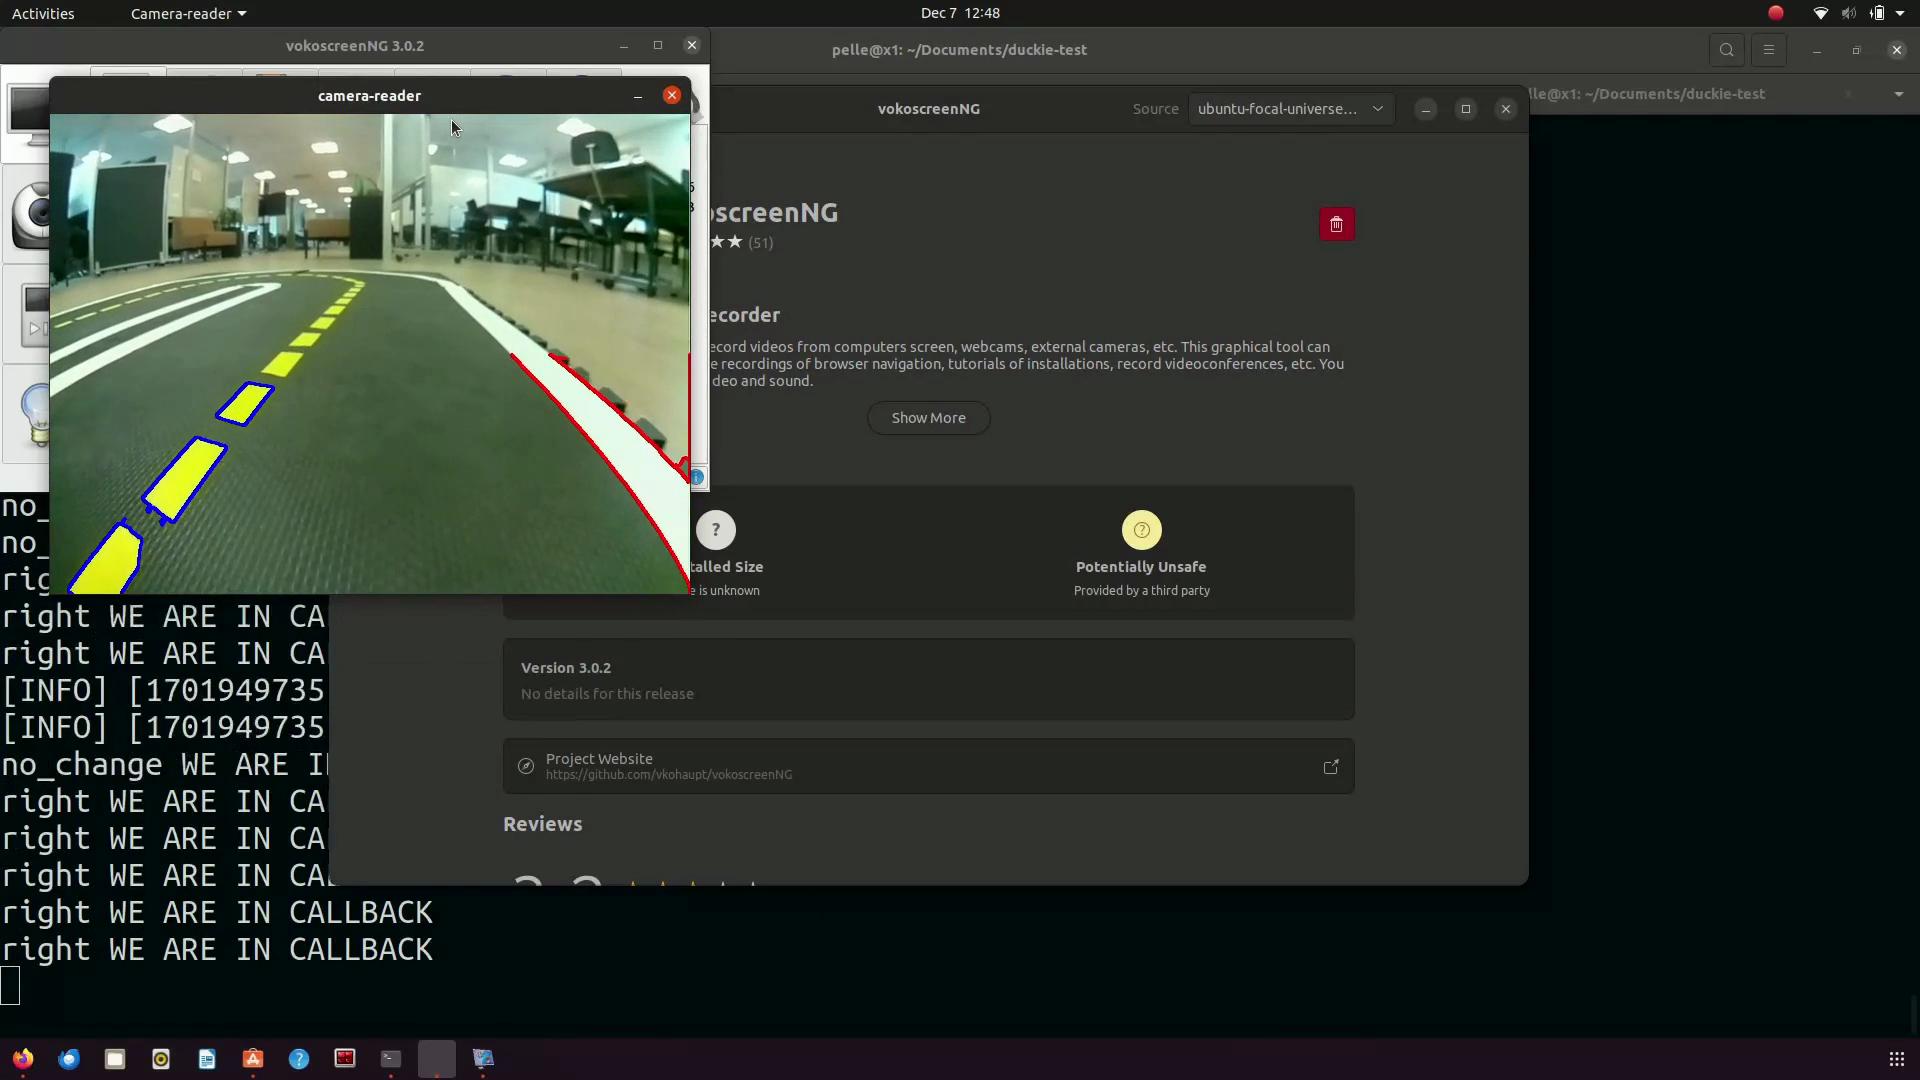 Activities
Camera-reader
Dec 7 12:48
vokoscreenNG 3.0.2
pelle@x1: ~/Documents/duckie-test
camera-reader
vokoscreenNG
Source
ubuntu-focal-universe...
@x1: ~/Documents/duckie-test
oscreenNG
(51)
ecorder
ecord videos from computers screen, webcams, external cameras, etc. This graphical tool can
e recordings of browser navigation, tutorials of installations, record videoconferences, etc. You
deo and sound.
Show More
?
talled Size
e is unknown
Potentially Unsafe
Provided by a third party
Version 3.0.2
No details for this release
Project Website
https://github.com/vkohaupt/vokoscreenNG
Reviews
no_
no_
rig
right WE ARE IN CA
right WE ARE IN CA
[INFO] [1701949735
[INFO] [1701949735
no_change WE ARE I
right WE ARE IN CA
right WE ARE IN CA
right WE ARE IN CA
right WE ARE IN CALLBACK
right WE ARE IN CALLBACK